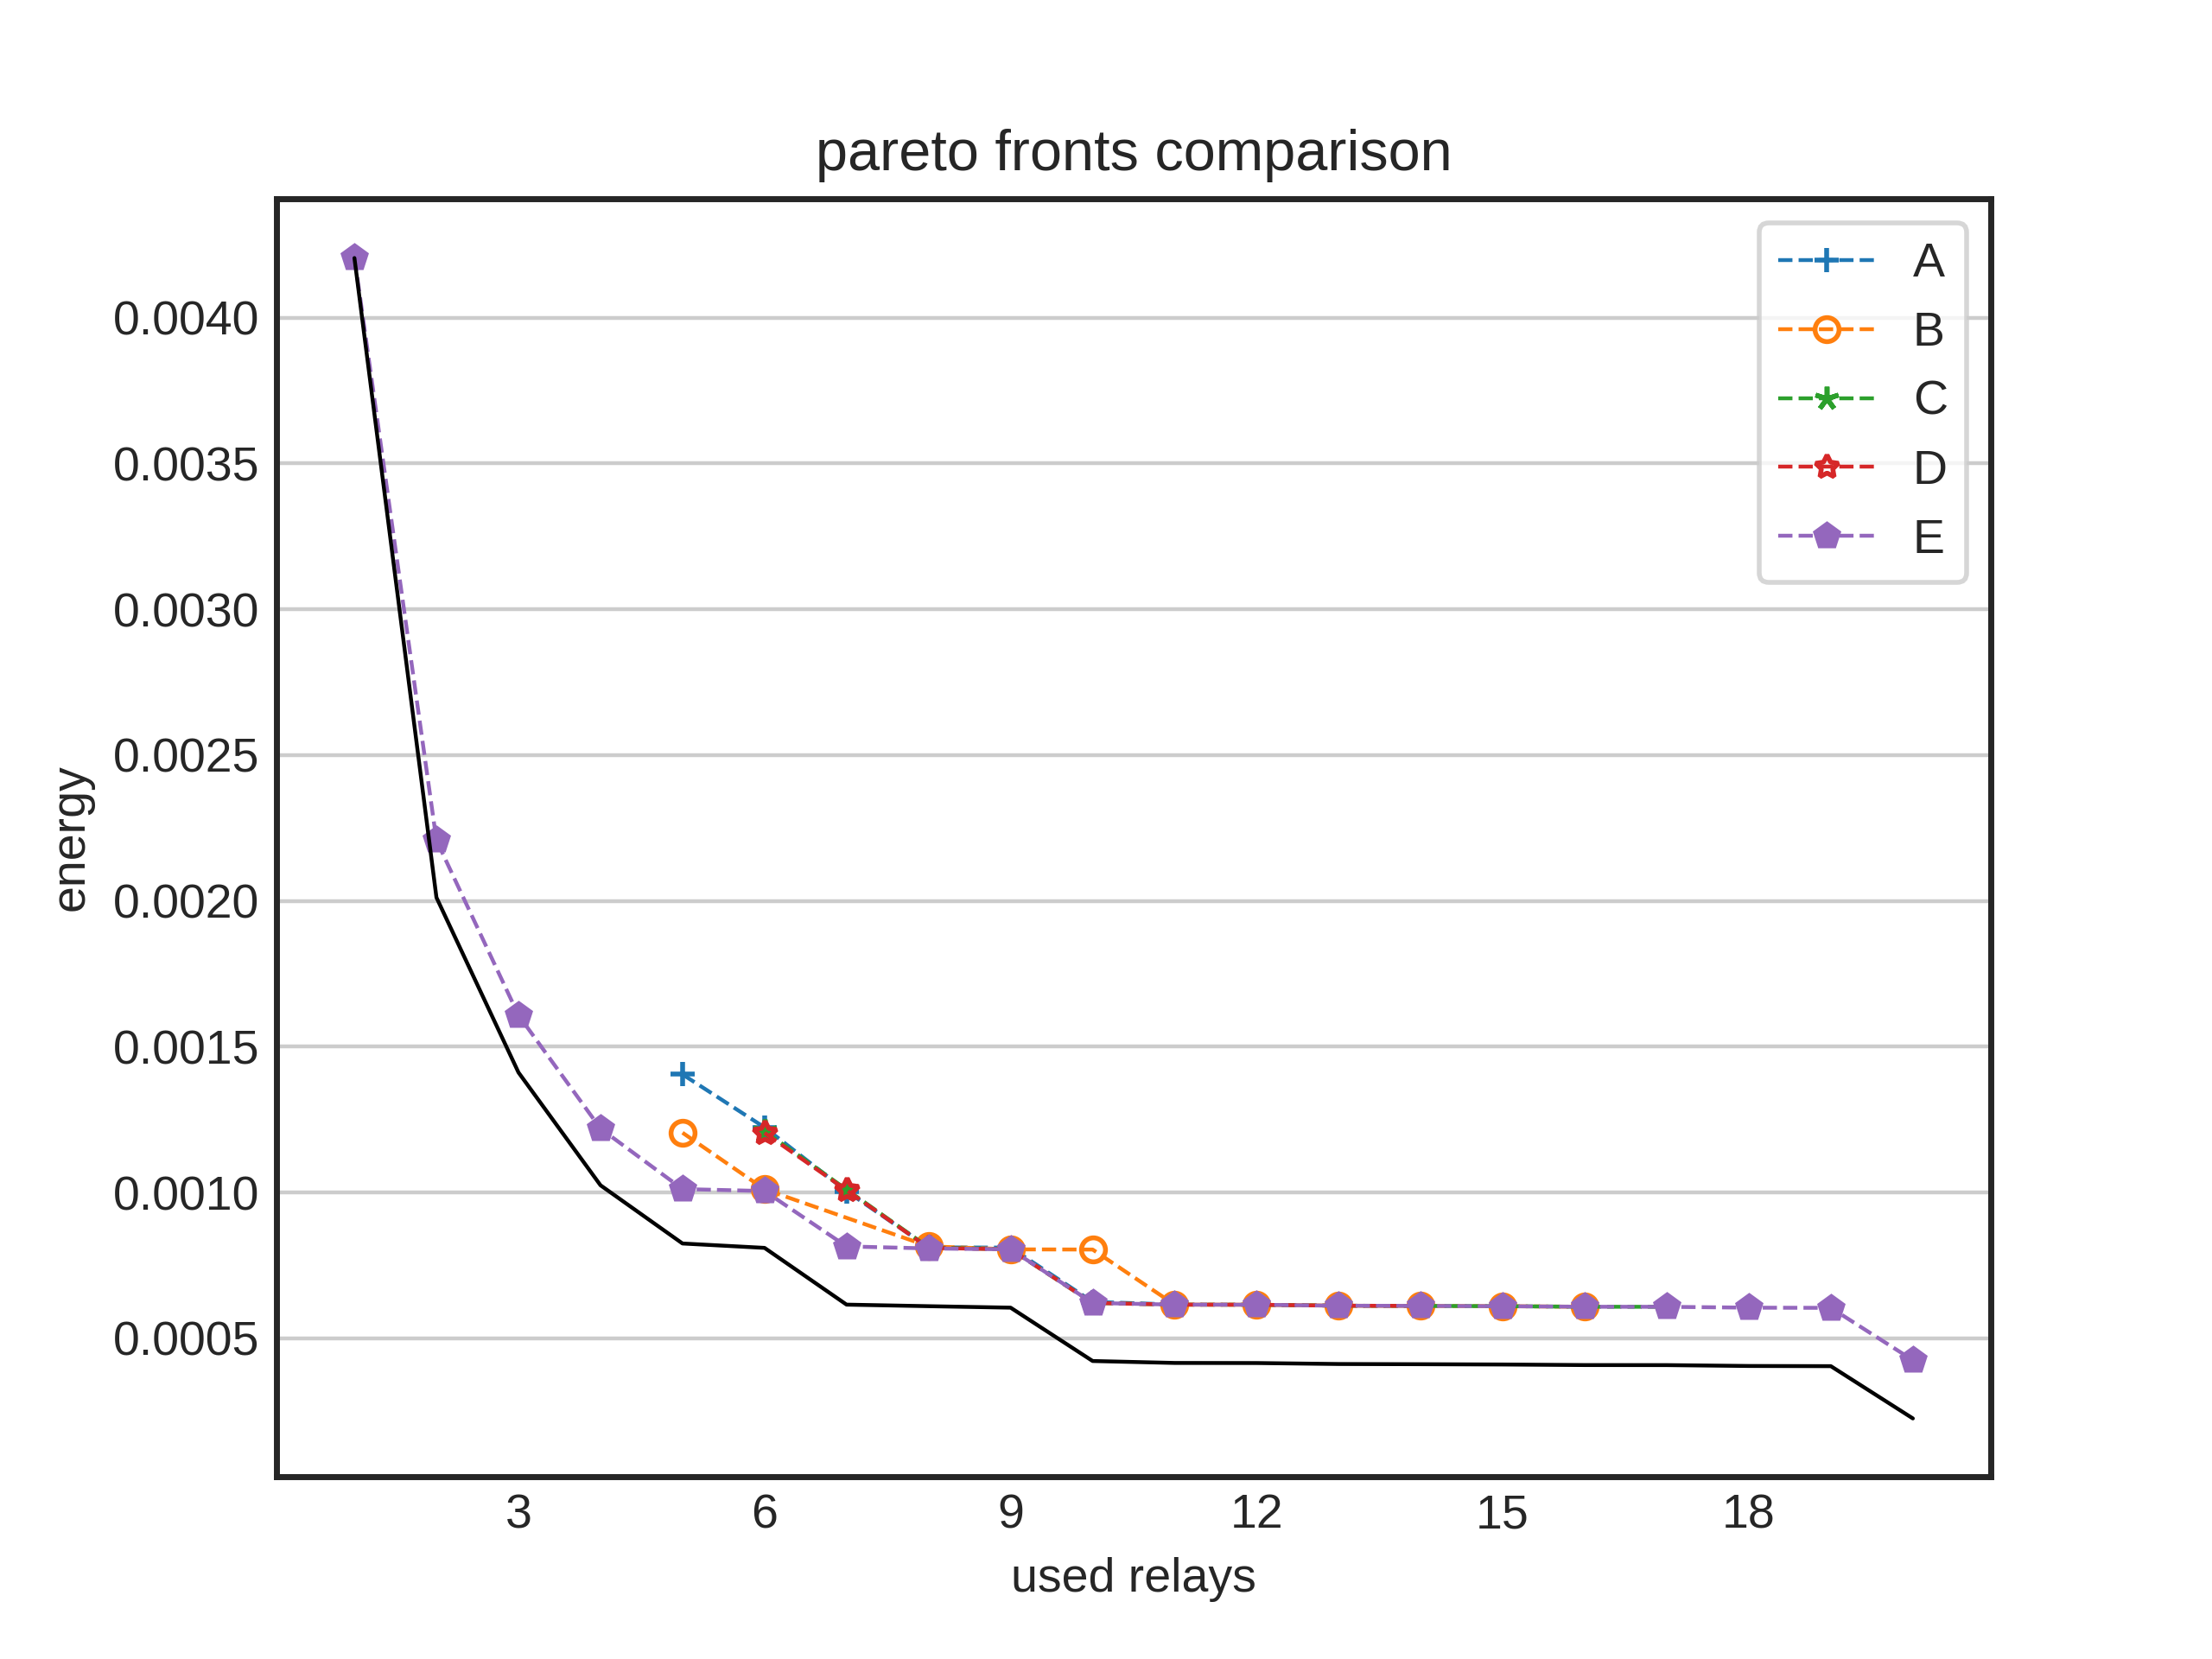 pareto fronts comparison
A
B
C
D
E
0.0040
0.0035
0.0030
0.0025
0.0020
0.0015
0.0010
0.0005
energy
3 6 9 12 15 18
used relays